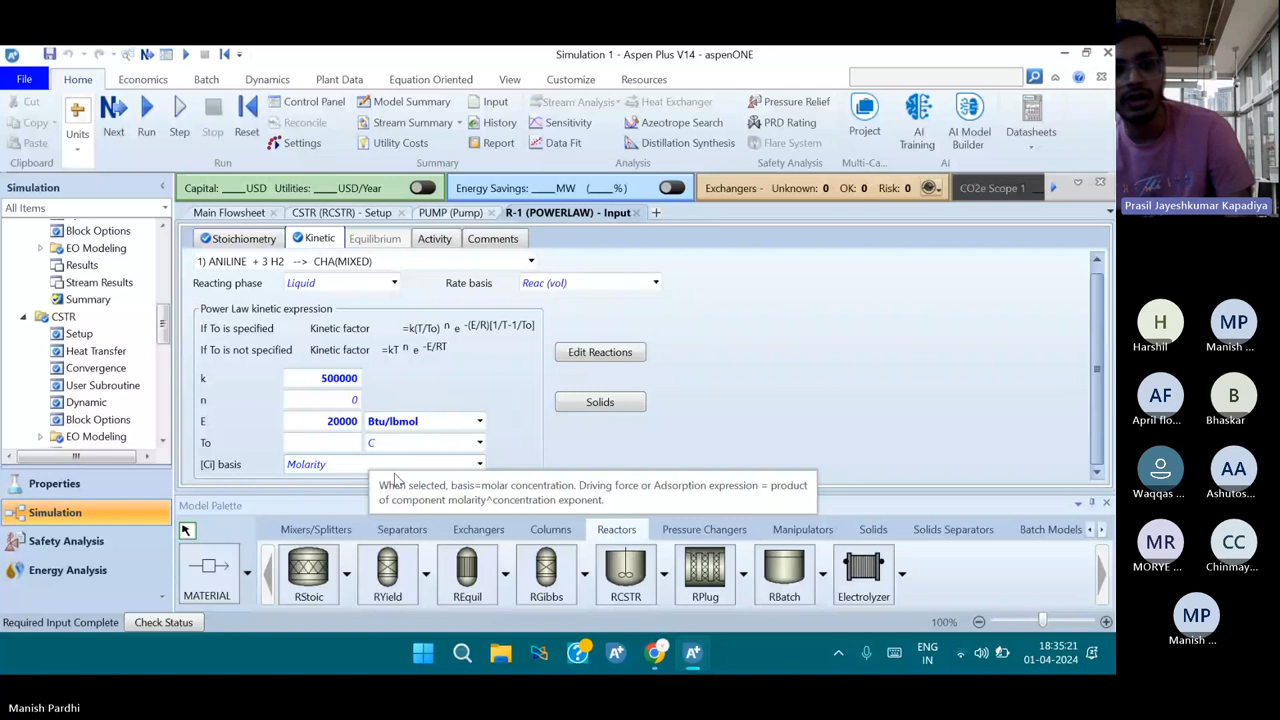 Simulation 1 - Aspen Plus V14 - aspenONE
File Home Economics Batch Dynamics Plant Data Equation Oriented View Customize Resources
Cut Control Panel Model Summary Input Stream Analysis Heat Exchanger Pressure Relief
Copy Reconcile Stream Summary History Sensitivity Azeotrope Search PRD Rating
Paste Units Next Run Step Stop Reset Settings Utility Costs Report Data Fit Distillation Synthesis Flare System Project AI Training AI Model Builder Datasheets
Clipboard Run Summary Analysis Safety Analysis Multi-Ca... AI
Simulation
Capital: ____USD Utilities: ____USD/Year Energy Savings: ____MW (____%) Exchangers - Unknown: 0 OK: 0 Risk: 0 CO2e Scope 1
All Items
Main Flowsheet CSTR (RCSTR) - Setup PUMP (Pump) R-1 (POWERLAW) - Input
Block Options
EO Modeling
Results
Stream Results
Summary
CSTR
Setup
Heat Transfer
Convergence
User Subroutine
Dynamic
Block Options
EO Modeling
Properties
Simulation
Safety Analysis
Energy Analysis
Stoichiometry Kinetic Equilibrium Activity Comments
1) ANILINE + 3 H2 --> CHA(MIXED)
Reacting phase Liquid Rate basis Reac (vol)
Power Law kinetic expression
If To is specified Kinetic factor =k(T/To) n e -(E/R)[1/T-1/To]
If To is not specified Kinetic factor =kT n e -E/RT
Edit Reactions
k 500000
n 0
Solids
E 20000 Btu/lbmol
To C
[Ci] basis Molarity
When selected, basis=molar concentration. Driving force or Adsorption expression = product
of component molarity^concentration exponent.
Model Palette
Mixers/Splitters Separators Exchangers Columns Reactors Pressure Changers Manipulators Solids Solids Separators Batch Models
MATERIAL RStoic RYield REquil RGibbs RCSTR RPlug RBatch Electrolyzer
Required Input Complete Check Status 100%
ENG
IN
18:35:21
01-04-2024
Prasil Jayeshkumar Kapadiya
H MP
Harshil Manish ...
AF B
April flo... Bhaskar
AA
Waqqas ... Ashutos...
MR CC
MORYE ... Chinmay...
MP
Manish ...
Manish Pardhi